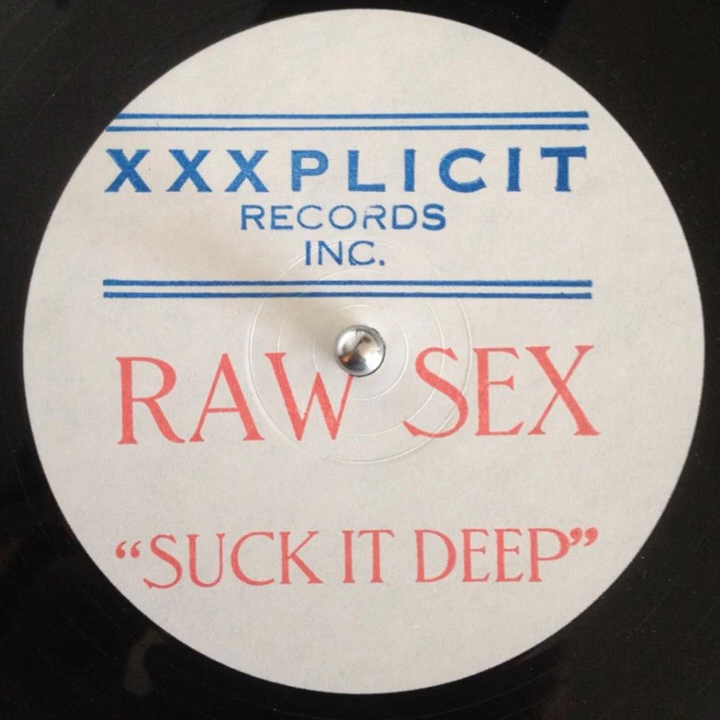 XXXPLICIT
RECORDS
INC.
RAW SEX
“SUCK IT DEEP”